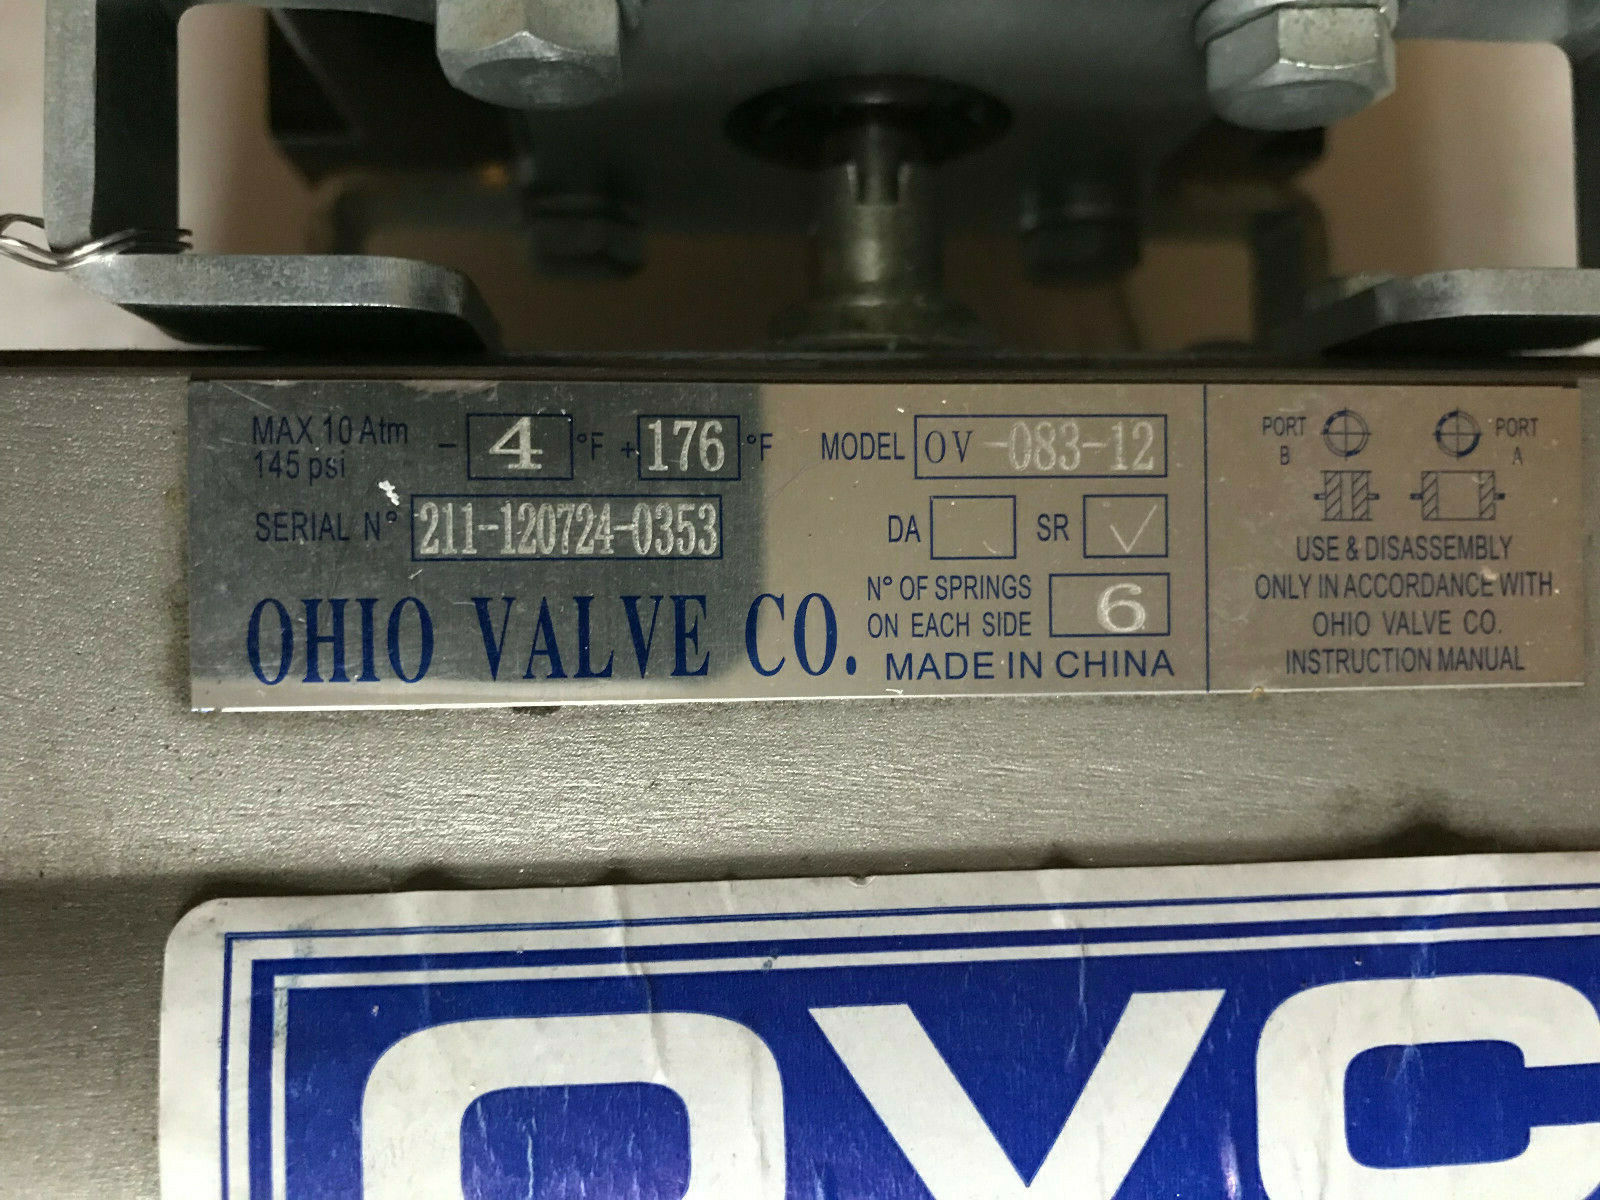 MAX 10 Atm - 4 °F + 176 °F
145 psi
SERIAL N° 211-120724-0353
OHIO VALVE CO.
MODEL OV-083-12
DA SR ✓
N° OF SPRINGS
ON EACH SIDE 6
MADE IN CHINA
PORT B PORT A
USE & DISASSEMBLY
ONLY IN ACCORDANCE WITH
OHIO VALVE CO.
INSTRUCTION MANUAL
OVC